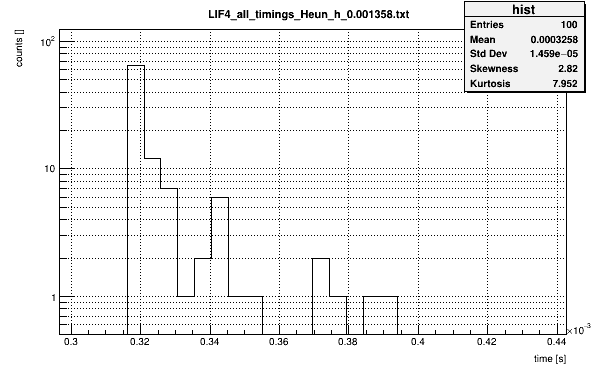 LIF4_all_timings_Heun_h_0.001358.txt
hist
Entries 100
Mean 0.0003258
Std Dev 1.459e−05
Skewness 2.82
Kurtosis 7.952
counts []
10²
10
1
0.3 0.32 0.34 0.36 0.38 0.4 0.42 0.44
×10⁻³
time [s]